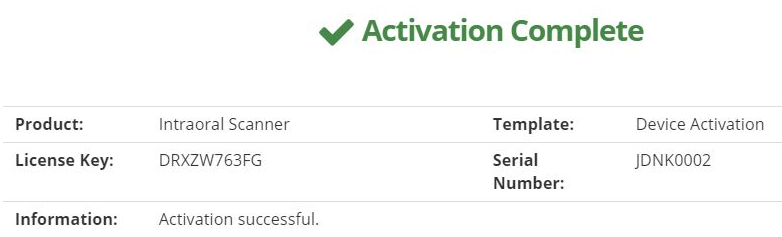 Activation Complete
Product: Intraoral Scanner Template: Device Activation
License Key: DRXZW763FG Serial Number: JDNK0002
Information: Activation successful.